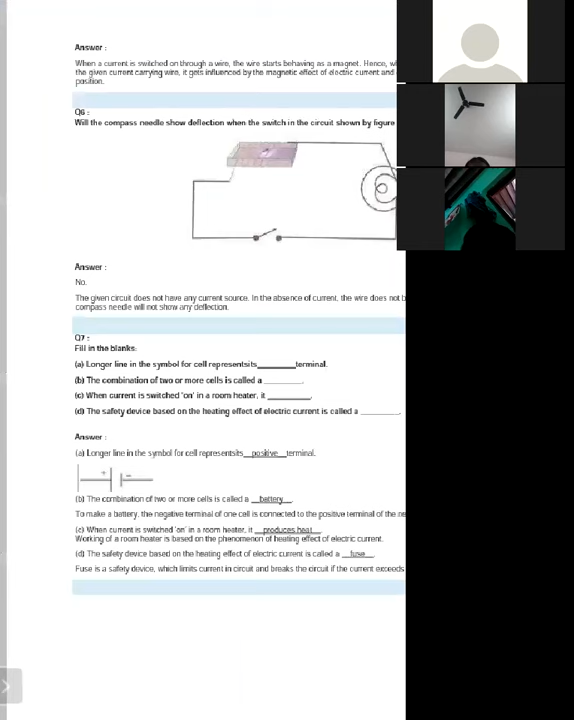 Answer :
When a current is switched on through a wire, the wire starts behaving as a magnet. Hence, wh
the given current carrying wire, it gets influenced by the magnetic effect of electric current and
position.
Q6 :
Will the compass needle show deflection when the switch in the circuit shown by figure
Answer :
No.
The given circuit does not have any current source. In the absence of current, the wire does not b
compass needle will not show any deflection.
Q7 :
Fill in the blanks:
(a) Longer line in the symbol for cell representsits________terminal.
(b) The combination of two or more cells is called a ________.
(c) When current is switched 'on' in a room heater, it ________.
(d) The safety device based on the heating effect of electric current is called a ________.
Answer :
(a) Longer line in the symbol for cell representsits__positive__terminal.
+ −
(b) The combination of two or more cells is called a __battery__.
To make a battery, the negative terminal of one cell is connected to the positive terminal of the ne
(c) When current is switched 'on' in a room heater, it __produces heat__.
Working of a room heater is based on the phenomenon of heating effect of electric current.
(d) The safety device based on the heating effect of electric current is called a __fuse__.
Fuse is a safety device, which limits current in circuit and breaks the circuit if the current exceeds